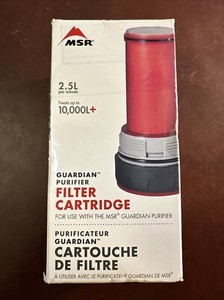 MSR®
2.5L
per minute
Treats up to
10,000L+
GUARDIAN™
PURIFIER
FILTER
CARTRIDGE
FOR USE WITH THE MSR® GUARDIAN PURIFIER
PURIFICATEUR
GUARDIAN™
CARTOUCHE
DE FILTRE
À UTILISER AVEC LE PURIFICATEUR GUARDIAN DE MSR®